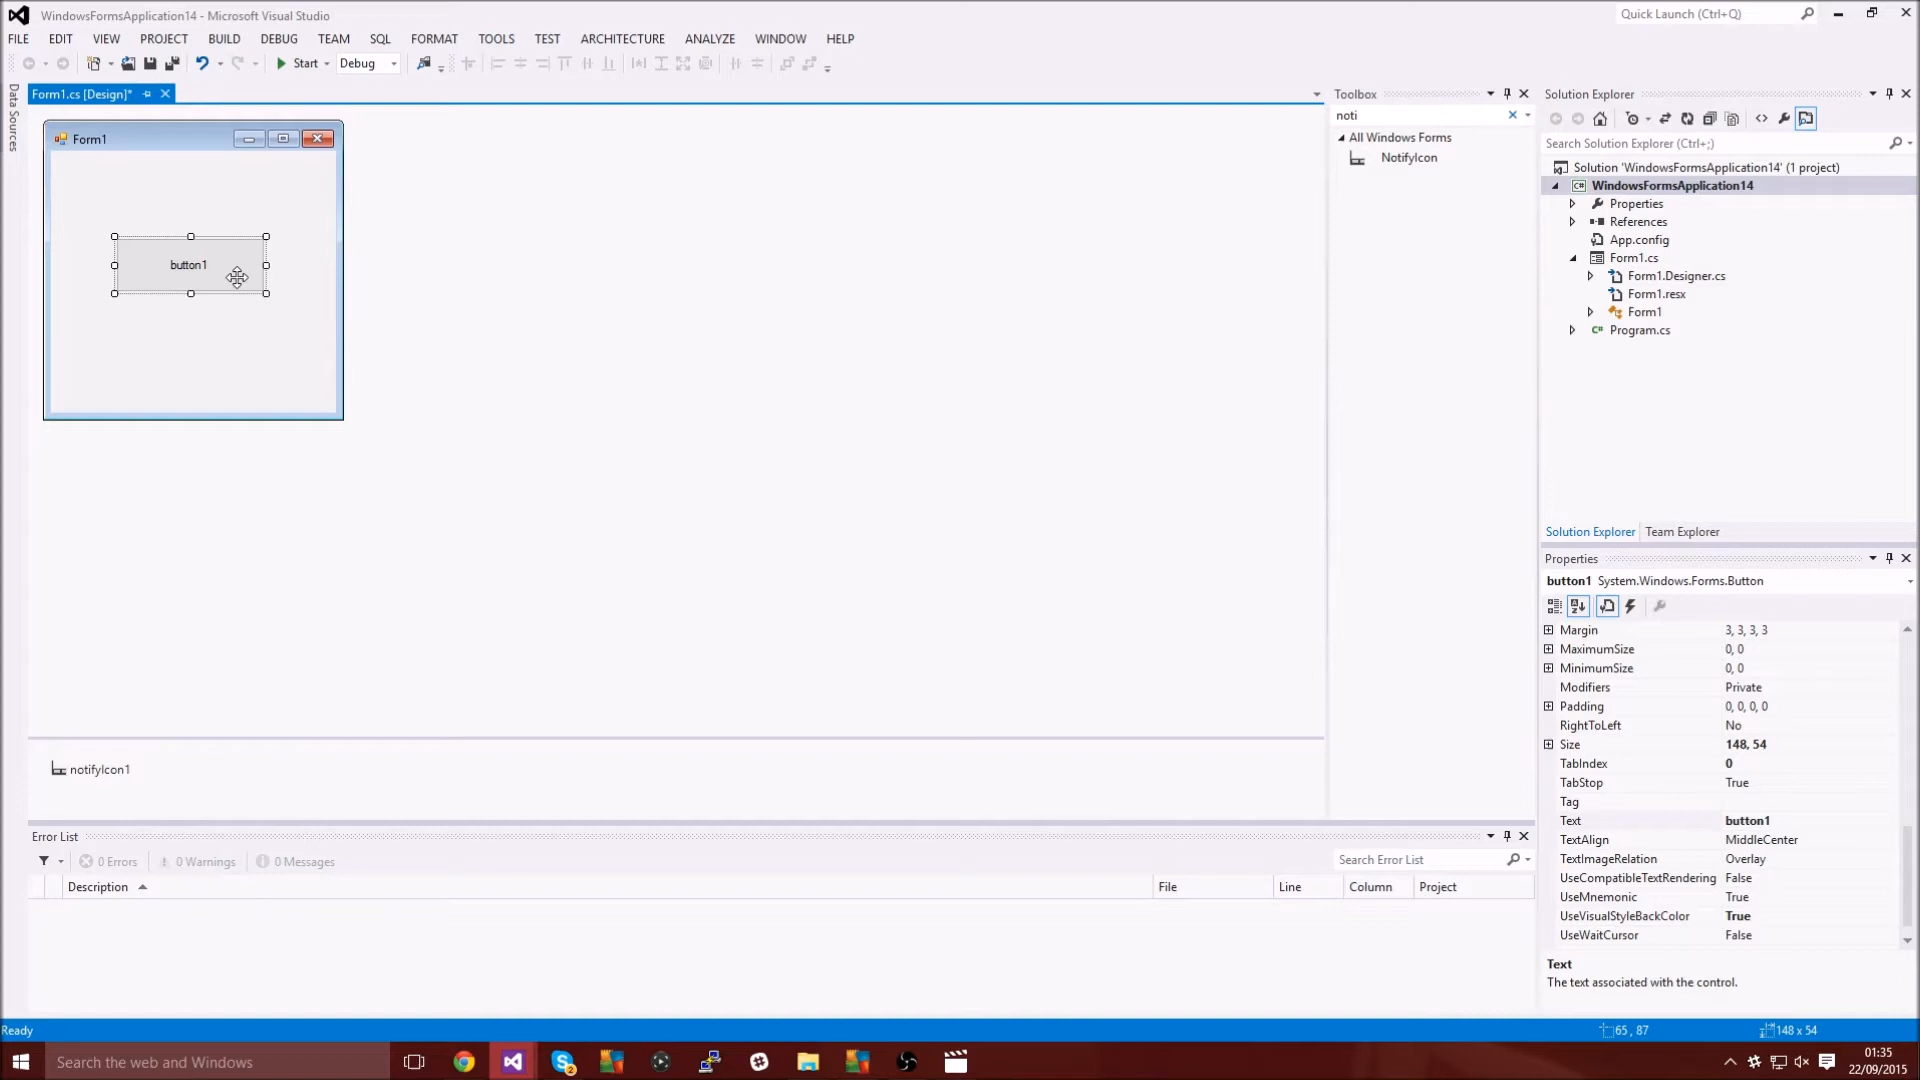 WindowsFormsApplication14 - Microsoft Visual Studio
Quick Launch (Ctrl+Q)
FILE EDIT VIEW PROJECT BUILD DEBUG TEAM SQL FORMAT TOOLS TEST ARCHITECTURE ANALYZE WINDOW HELP
Start Debug
Data Sources
Form1.cs [Design]*
Form1
button1
notifyIcon1
Toolbox
noti
All Windows Forms
NotifyIcon
Solution Explorer
Search Solution Explorer (Ctrl+;)
Solution 'WindowsFormsApplication14' (1 project)
WindowsFormsApplication14
Properties
References
App.config
Form1.cs
Form1.Designer.cs
Form1.resx
Form1
Program.cs
Solution Explorer Team Explorer
Properties
button1 System.Windows.Forms.Button
Margin 3, 3, 3, 3
MaximumSize 0, 0
MinimumSize 0, 0
Modifiers Private
Padding 0, 0, 0, 0
RightToLeft No
Size 148, 54
TabIndex 0
TabStop True
Tag
Text button1
TextAlign MiddleCenter
TextImageRelation Overlay
UseCompatibleTextRendering False
UseMnemonic True
UseVisualStyleBackColor True
UseWaitCursor False
Text
The text associated with the control.
Error List
0 Errors 0 Warnings 0 Messages
Search Error List
Description File Line Column Project
Ready
65 , 87
148 x 54
Search the web and Windows
2
01:35
22/09/2015